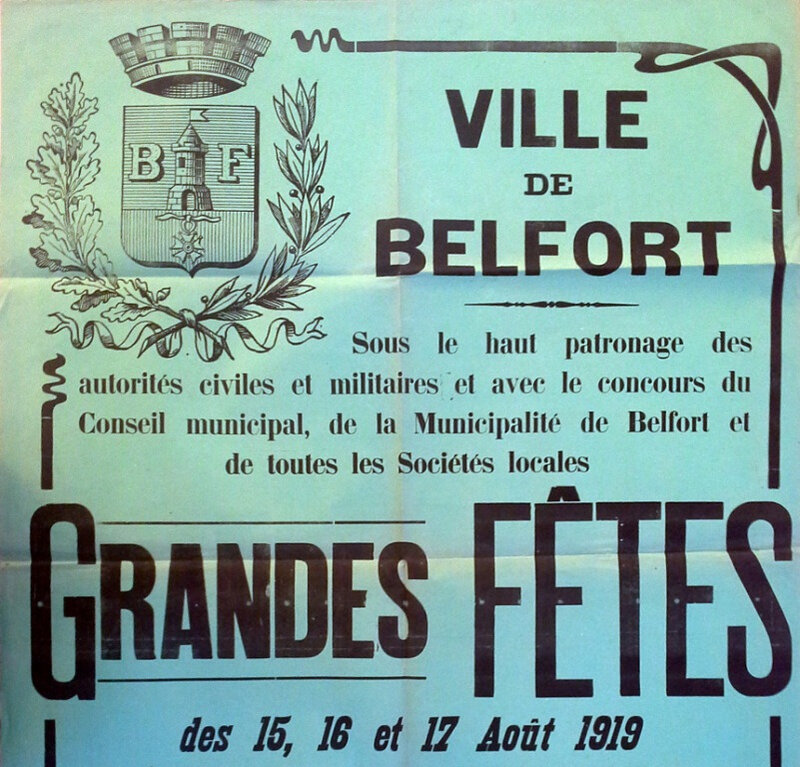 B F
VILLE
DE
BELFORT
Sous le haut patronage des
autorités civiles et militaires et avec le concours du
Conseil municipal, de la Municipalité de Belfort et
de toutes les Sociétés locales
GRANDES FÊTES
des 15, 16 et 17 Août 1919